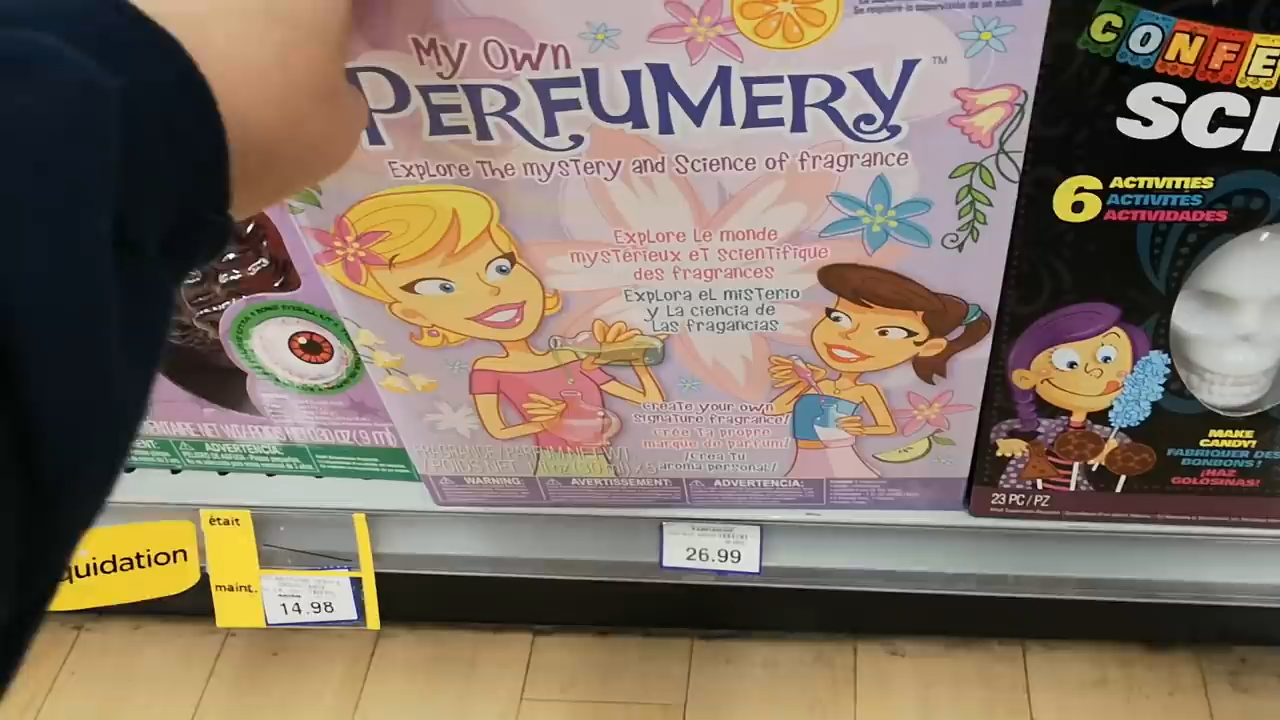 My Own
PERFUMERY™
Explore The mysTery and Science of fragrance
Explore Le monde
mysTérieux eT scienTifique
des fragrances
Explora el misTerio
y La ciencia de
Las fragancias
creaTe your own
signaTure fragrance!
crée Ta propre
marque de parfum!
¡crea Tu
aroma personal!
WARNING:
AVERTISSEMENT:
ADVERTENCIA:
ADVERTENCIA:
CONFE
SCI
6 ACTIVITIES
ACTIVITÉS
ACTIVIDADES
MAKE
CANDY!
FABRIQUER DES
BONBONS!
¡HAZ
GOLOSINAS!
23 PC/PZ
quidation
était
maint.
14.98
26.99